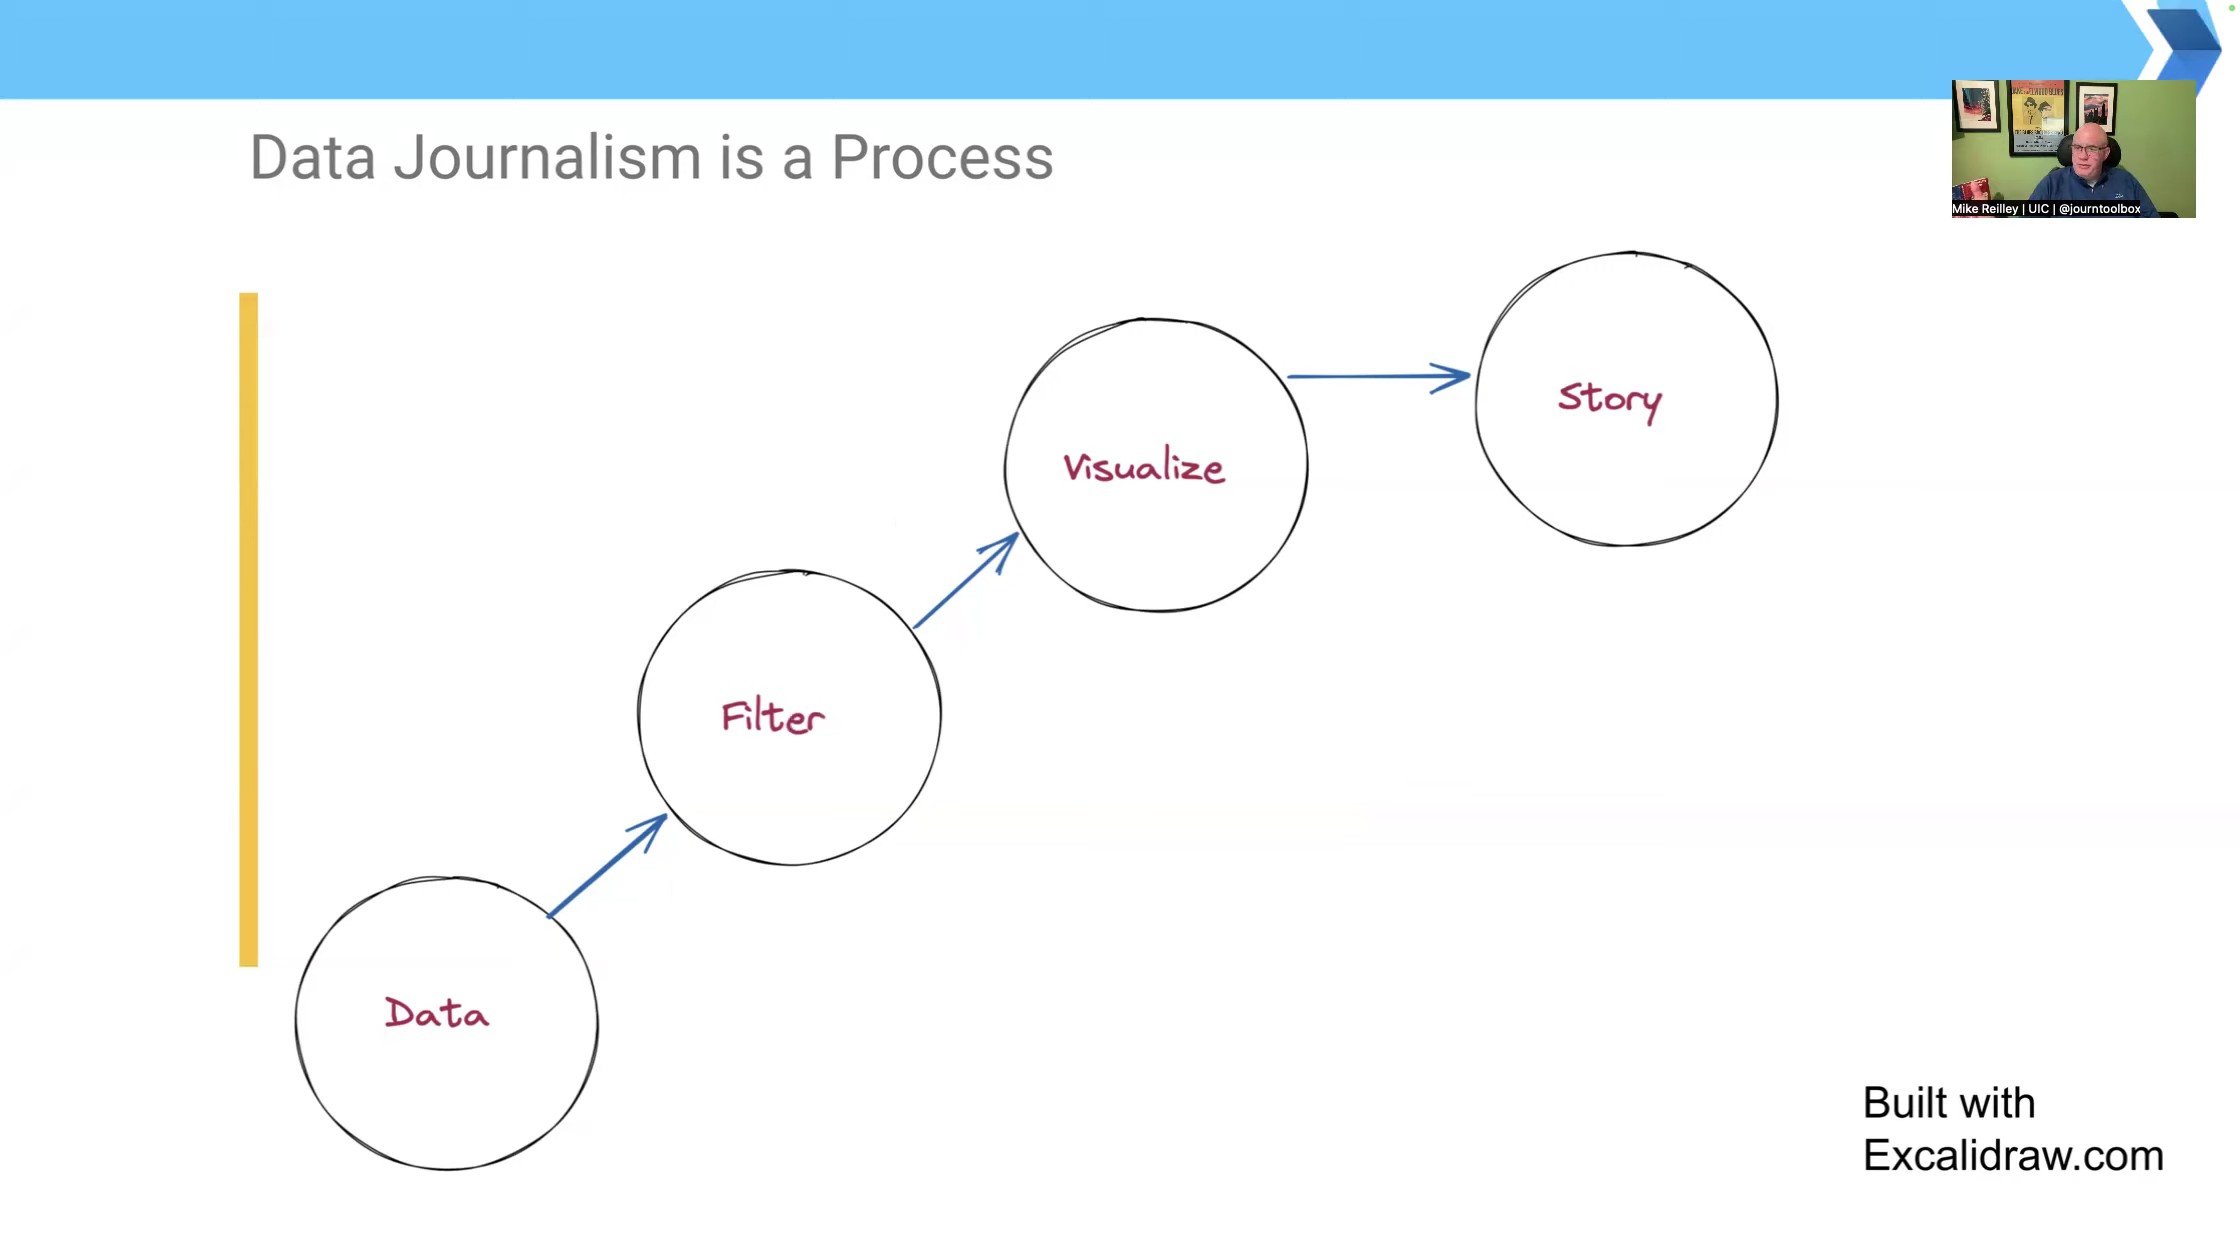 Data Journalism is a Process
Mike Reilley | UIC | @journtoolbox
Story
Visualize
Filter
Data
Built with
Excalidraw.com